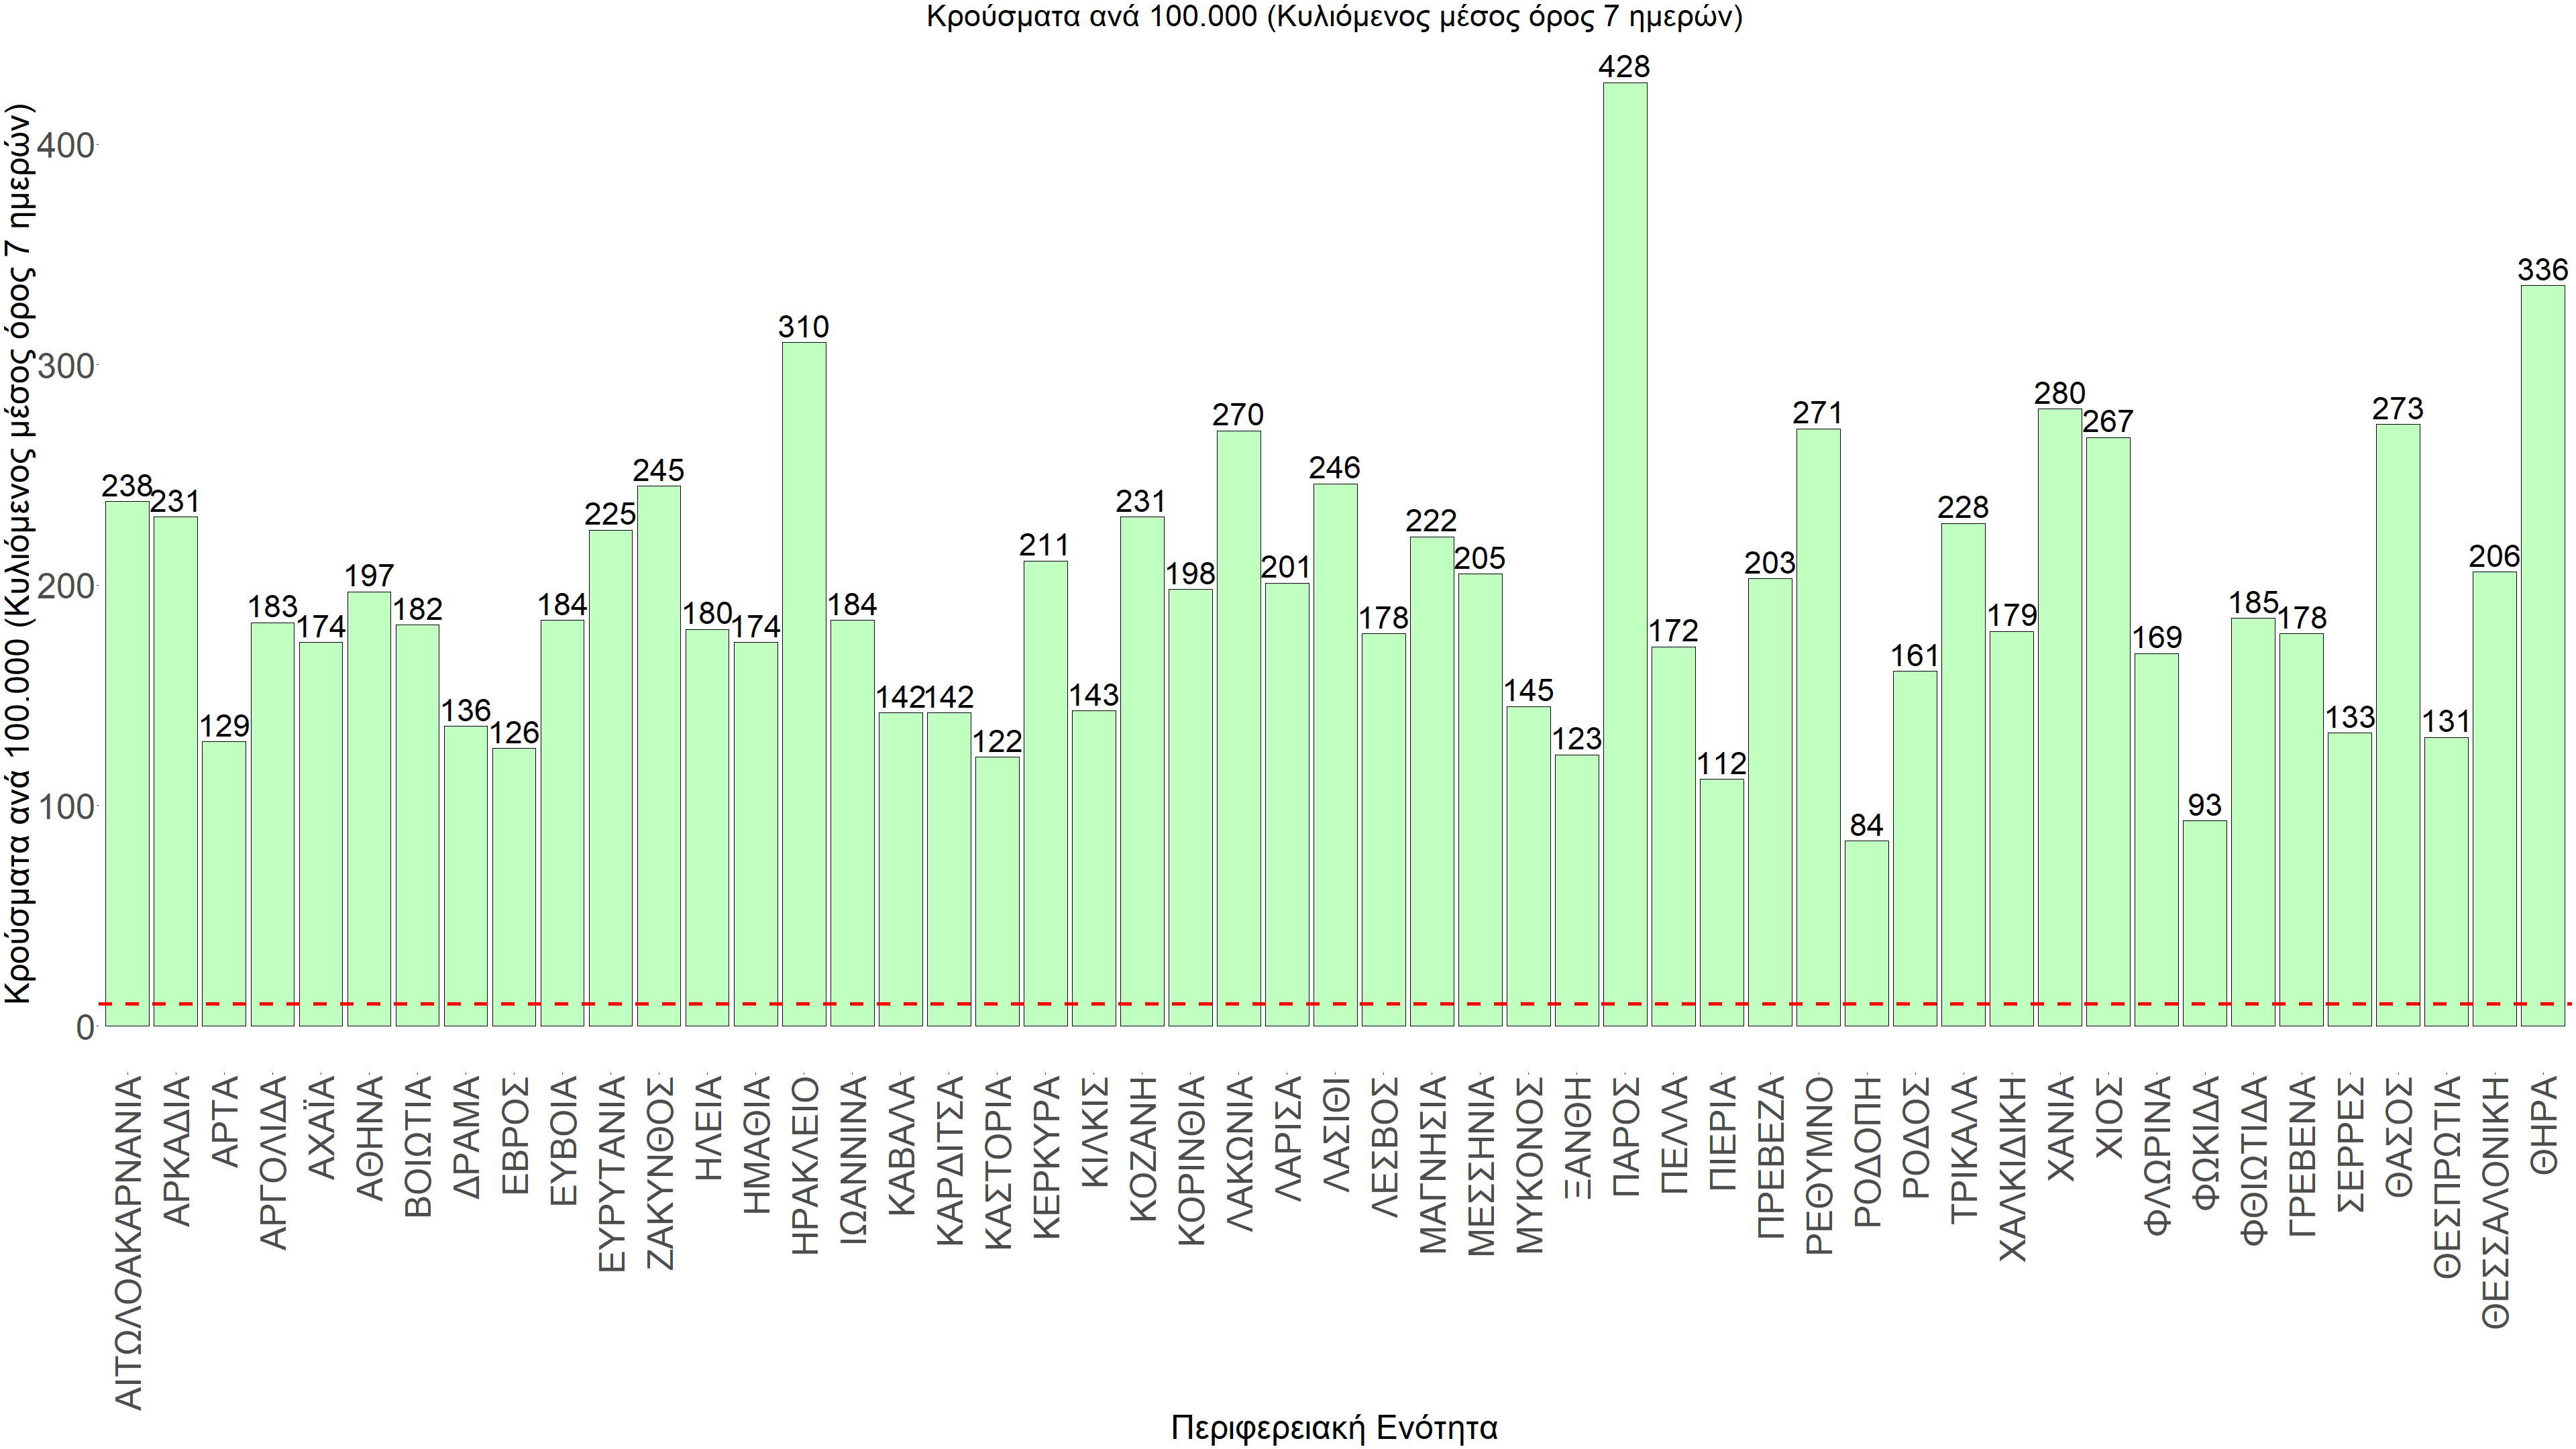 Κρούσματα ανά 100.000 (Κυλιόμενος μέσος όρος 7 ημερών)
Κρούσματα ανά 100.000 (Κυλιόμενος μέσος όρος 7 ημερών)
400
300
200
100
0
238
231
129
183
174
197
182
136
126
184
225
245
180
174
310
184
142
142
122
211
143
231
198
270
201
246
178
222
205
145
123
428
172
112
203
271
84
161
228
179
280
267
169
93
185
178
133
273
131
206
336
ΑΙΤΩΛΟΑΚΑΡΝΑΝΙΑ
ΑΡΚΑΔΙΑ
ΑΡΤΑ
ΑΡΓΟΛΙΔΑ
ΑΧΑΪΑ
ΑΘΗΝΑ
ΒΟΙΩΤΙΑ
ΔΡΑΜΑ
ΕΒΡΟΣ
ΕΥΒΟΙΑ
ΕΥΡΥΤΑΝΙΑ
ΖΑΚΥΝΘΟΣ
ΗΛΕΙΑ
ΗΜΑΘΙΑ
ΗΡΑΚΛΕΙΟ
ΙΩΑΝΝΙΝΑ
ΚΑΒΑΛΑ
ΚΑΡΔΙΤΣΑ
ΚΑΣΤΟΡΙΑ
ΚΕΡΚΥΡΑ
ΚΙΛΚΙΣ
ΚΟΖΑΝΗ
ΚΟΡΙΝΘΙΑ
ΛΑΚΩΝΙΑ
ΛΑΡΙΣΑ
ΛΑΣΙΘΙ
ΛΕΣΒΟΣ
ΜΑΓΝΗΣΙΑ
ΜΕΣΣΗΝΙΑ
ΜΥΚΟΝΟΣ
ΞΑΝΘΗ
ΠΑΡΟΣ
ΠΕΛΛΑ
ΠΙΕΡΙΑ
ΠΡΕΒΕΖΑ
ΡΕΘΥΜΝΟ
ΡΟΔΟΠΗ
ΡΟΔΟΣ
ΤΡΙΚΑΛΑ
ΧΑΛΚΙΔΙΚΗ
ΧΑΝΙΑ
ΧΙΟΣ
ΦΛΩΡΙΝΑ
ΦΩΚΙΔΑ
ΦΘΙΩΤΙΔΑ
ΓΡΕΒΕΝΑ
ΣΕΡΡΕΣ
ΘΑΣΟΣ
ΘΕΣΠΡΩΤΙΑ
ΘΕΣΣΑΛΟΝΙΚΗ
ΘΗΡΑ
Περιφερειακή Ενότητα